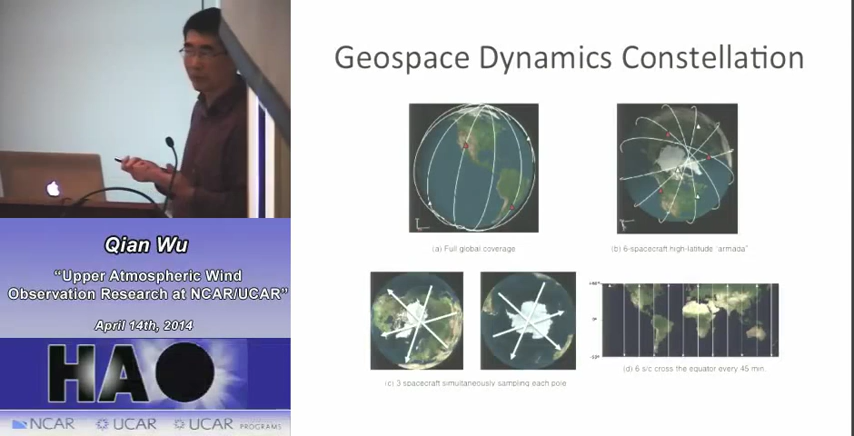 Geospace Dynamics Constellation
(a) Full global coverage
(b) 6-spacecraft high-latitude "armada"
(c) 3 spacecraft simultaneously sampling each pole
(d) 6 s/c cross the equator every 45 min.
Qian Wu
"Upper Atmospheric Wind
Observation Research at NCAR/UCAR"
April 14th, 2014
HAO
NCAR UCAR UCAR PROGRAMS